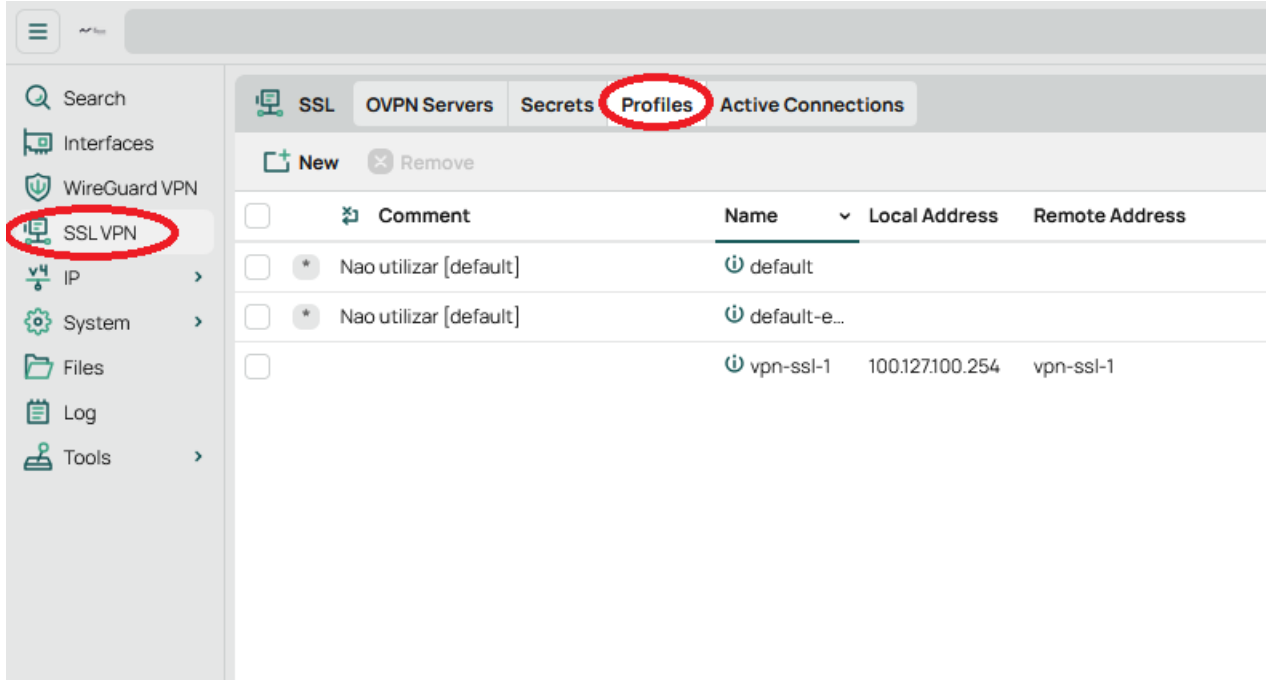 Search
Interfaces
WireGuard VPN
SSL VPN
IP
System
Files
Log
Tools
SSL OVPN Servers Secrets Profiles Active Connections
New Remove
Comment Name Local Address Remote Address
* Nao utilizar [default] default
* Nao utilizar [default] default-e...
vpn-ssl-1 100.127.100.254 vpn-ssl-1